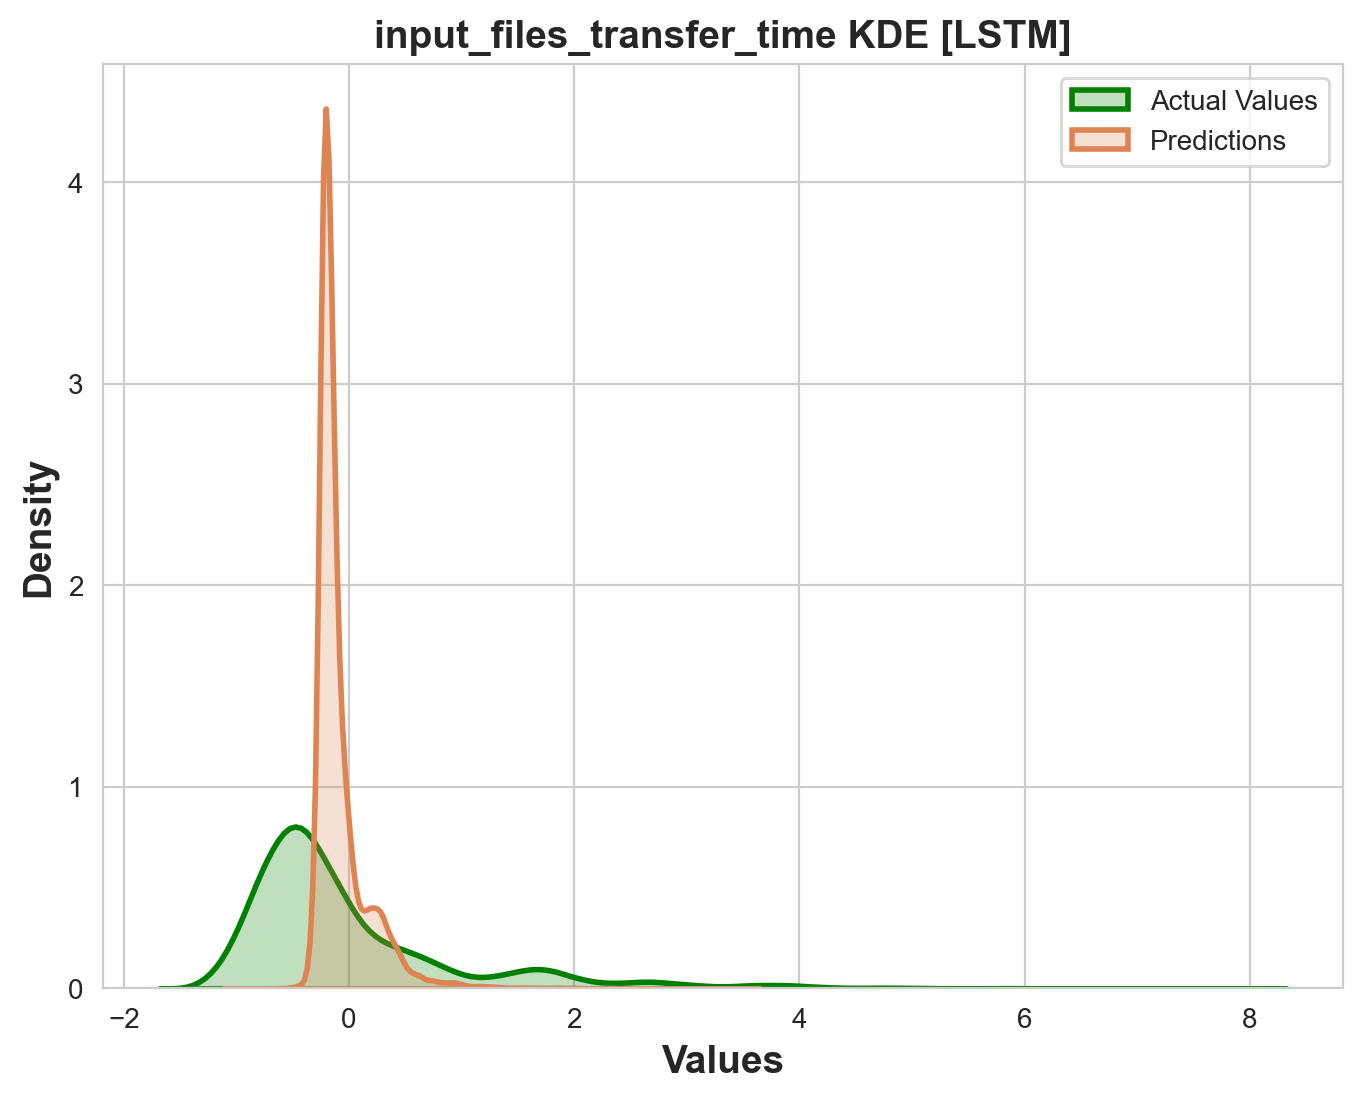 input_files_transfer_time KDE [LSTM]
Actual Values
Predictions
Density
4
3
2
1
0
−2
0
2
4
6
8
Values